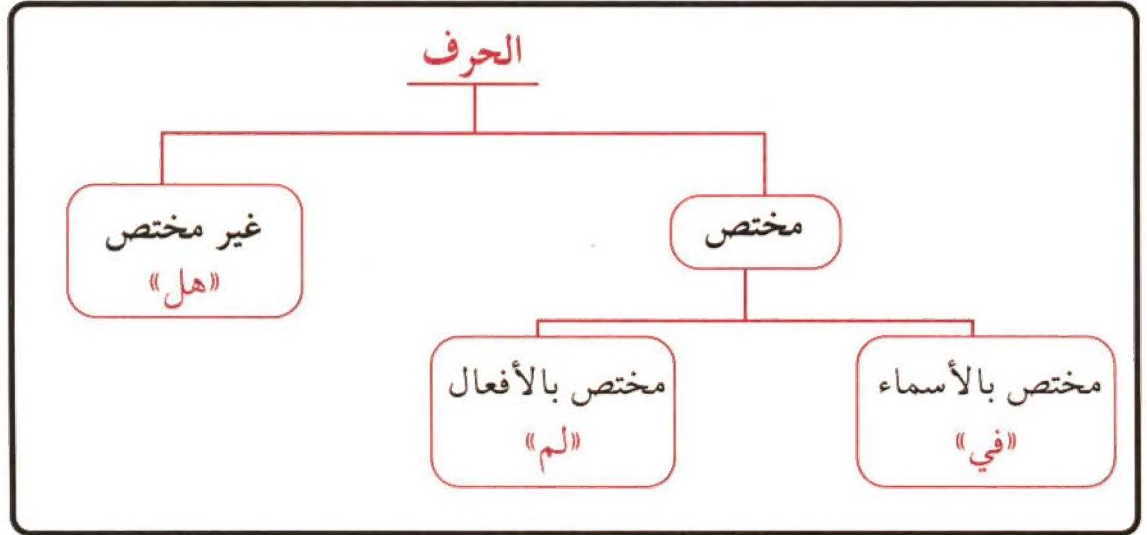 الحرف
مختص
غير مختص
«هل»
مختص بالأسماء
«في»
مختص بالأفعال
«لم»